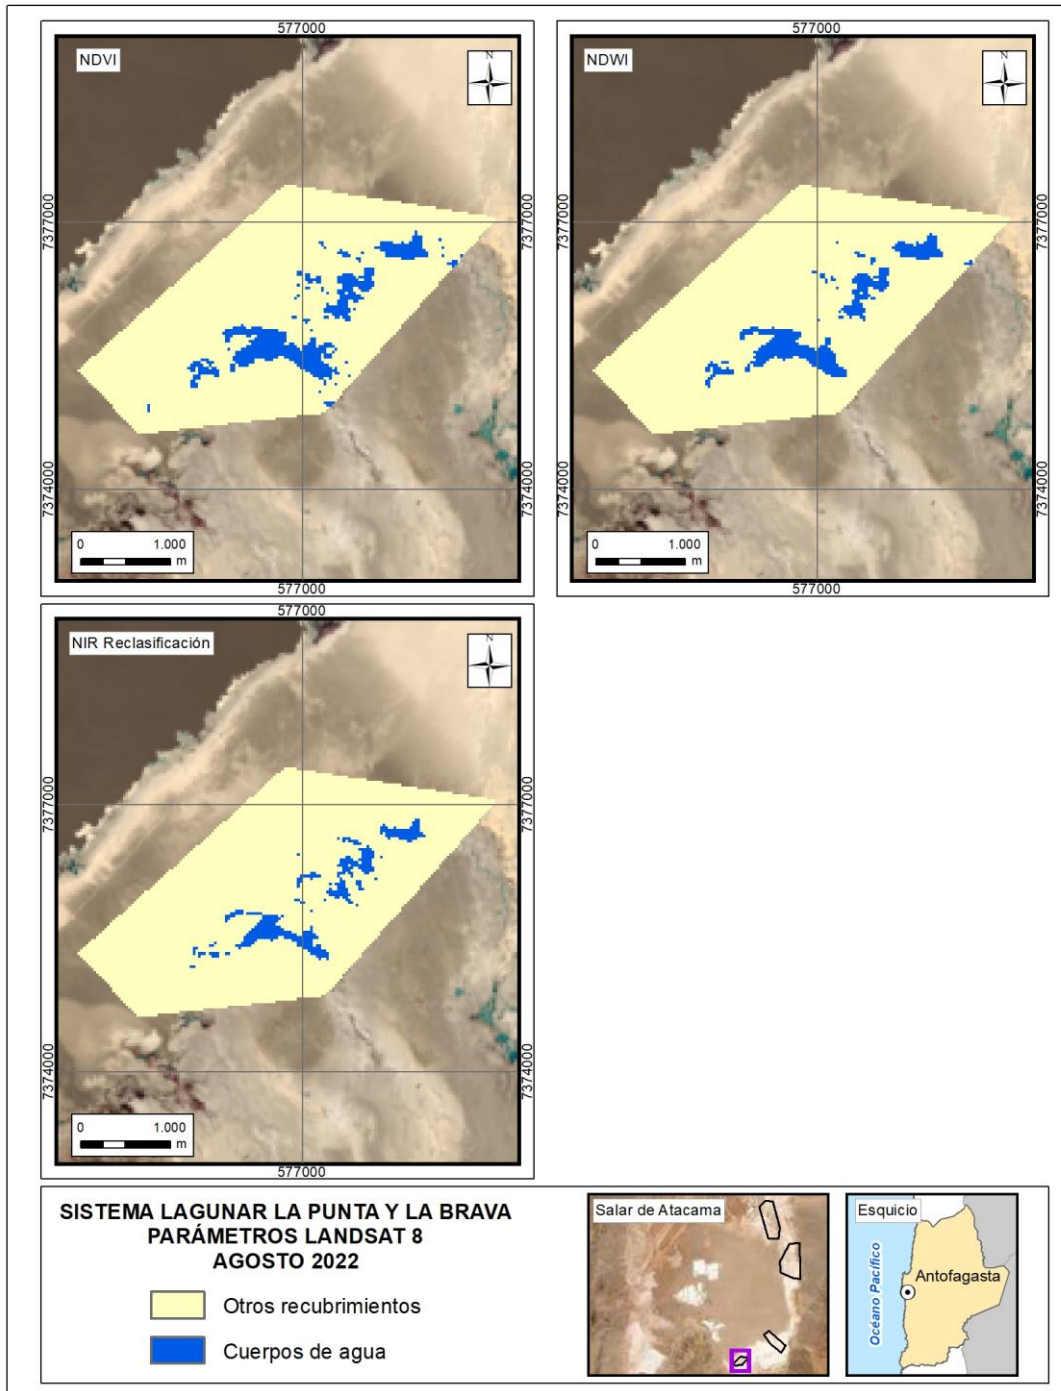 577000
577000
NDVI
N
NDWI
N
7377000
7377000
7377000
7377000
7374000
7374000
7374000
7374000
0 1.000
m
0 1.000
m
577000
577000
577000
NIR Reclasificación
N
7377000
7377000
7374000
7374000
0 1.000
m
577000
SISTEMA LAGUNAR LA PUNTA Y LA BRAVA
PARÁMETROS LANDSAT 8
AGOSTO 2022
Otros recubrimientos
Cuerpos de agua
Salar de Atacama
Esquicio
Océano Pacífico
Antofagasta